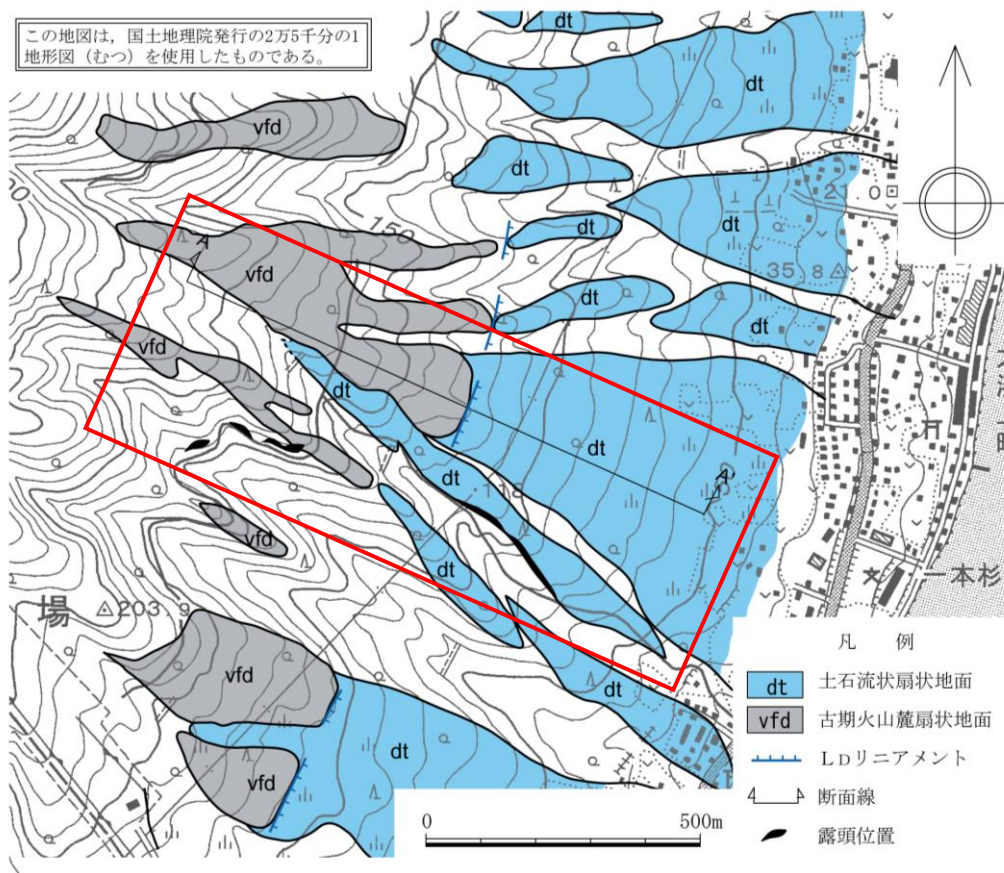 この地図は，国土地理院発行の2万5千分の1
地形図（むつ）を使用したものである。
dt
dt
dt
vfd
dt
dt
2 0
150
dt
A
vfd
35.8
dt
dt
vfd
dt
dt
A'
118
vfd
dt
一本杉
場
203.9
vfd
dt
dt
vfd
凡 例
dt 土石流状扇状地面
vfd 古期火山麓扇状地面
LDリニアメント
断面線
露頭位置
0 500m